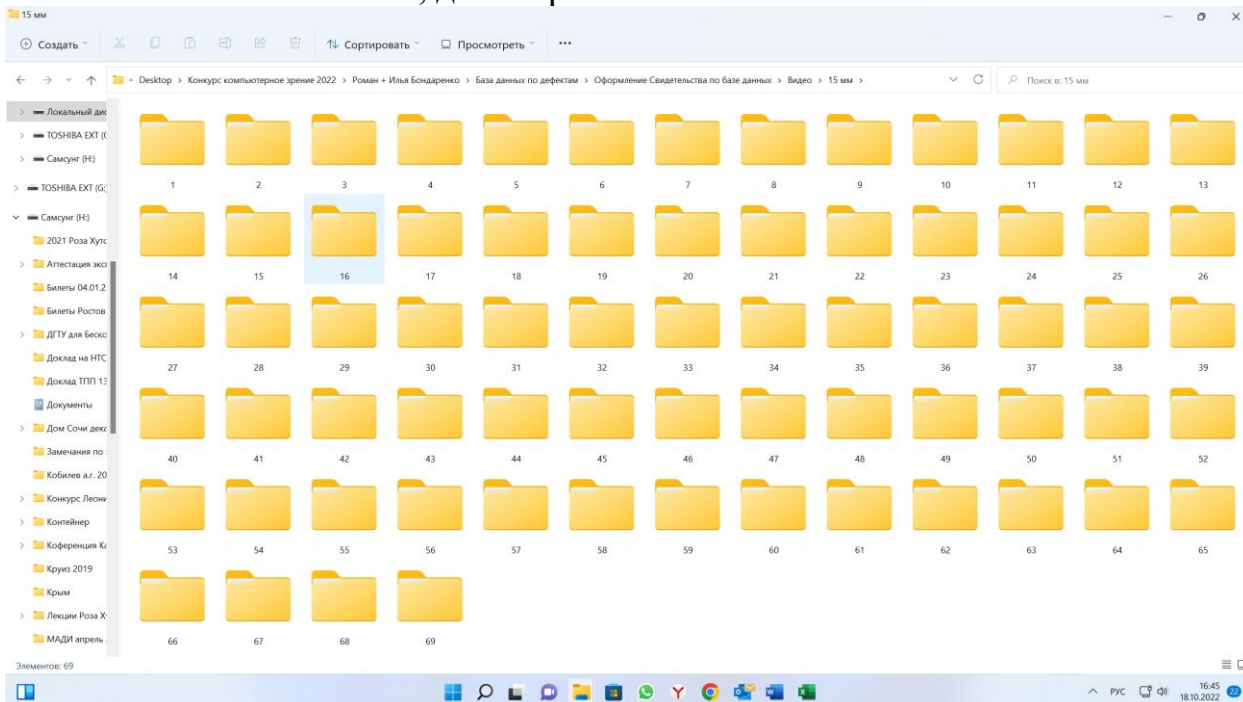 15 мм
Создать
Сортировать
Просмотреть
Desktop > Конкурс компьютерное зрение 2022 > Роман + Илья Бондаренко > База данных по дефектам > Оформление Свидетельства по базе данных > Видео > 15 мм >
Поиск в: 15 мм
Локальный дис
TOSHIBA EXT (
Самсунг (H:)
TOSHIBA EXT (G:
Самсунг (H:)
2021 Роза Хуто
Аттестация экс
Билеты 04.01.2
Билеты Ростов
ДГТУ для Беско
Доклад на НТС
Доклад ТПП 13
Документы
Дом Сочи дека
Замечания по
Кобилев а.г. 20
Конкурс Леони
Контейнер
Коференция Ка
Круиз 2019
Крым
Лекции Роза Х
МАДИ апрель
1 2 3 4 5 6 7 8 9 10 11 12 13
14 15 16 17 18 19 20 21 22 23 24 25 26
27 28 29 30 31 32 33 34 35 36 37 38 39
40 41 42 43 44 45 46 47 48 49 50 51 52
53 54 55 56 57 58 59 60 61 62 63 64 65
66 67 68 69
Элементов: 69
РУС
16:45
18.10.2022
22